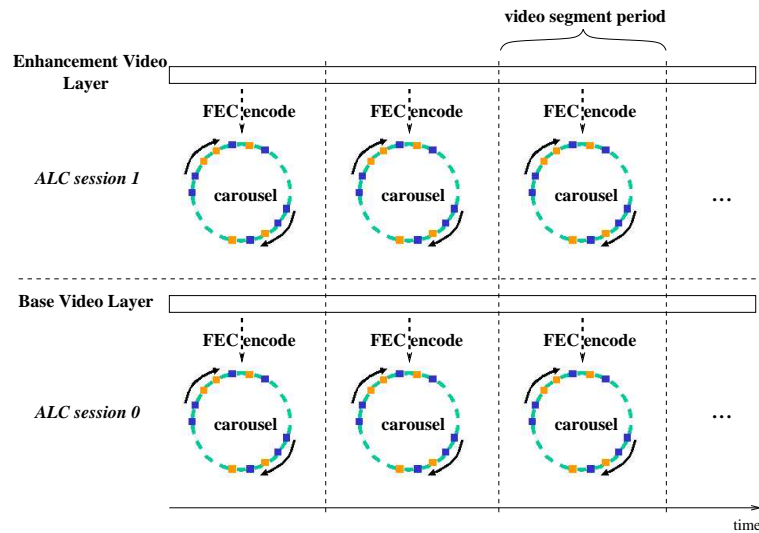 video segment period
Enhancement Video
Layer
FEC encode FEC encode FEC encode
ALC session 1
carousel carousel carousel ...
Base Video Layer
FEC encode FEC encode FEC encode
ALC session 0
carousel carousel carousel ...
time